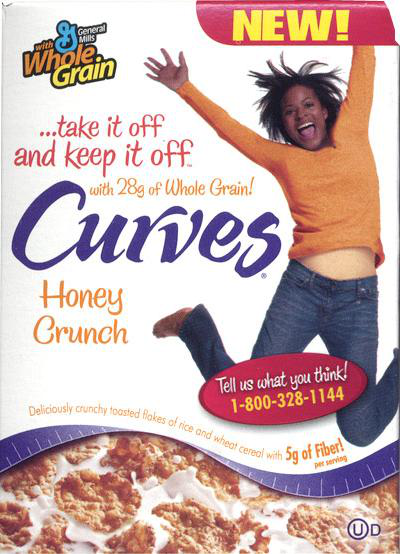 NEW!
with
General
Mills
Whole
Grain
...take it off
and keep it off™
with 28g of Whole Grain!
Curves®
Honey
Crunch
Tell us what you think!
1-800-328-1144
Deliciously crunchy toasted flakes of rice and wheat cereal with 5g of Fiber!
per serving
U D